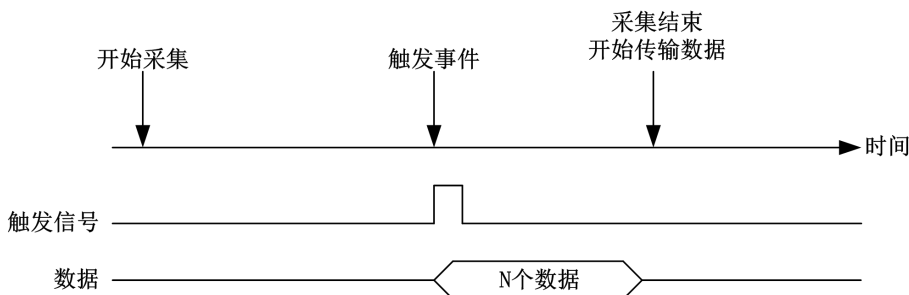 采集结束
开始传输数据
开始采集
触发事件
时间
触发信号
数据
N个数据